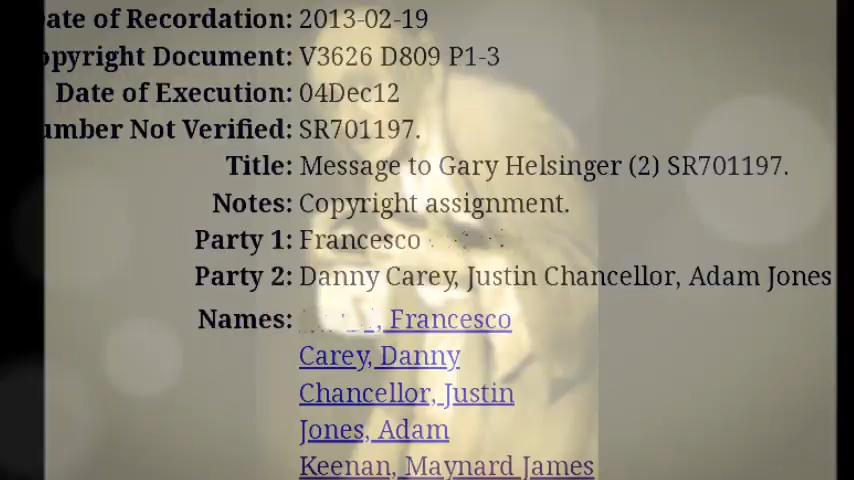 ate of Recordation: 2013-02-19
opyright Document: V3626 D809 P1-3
Date of Execution: 04Dec12
umber Not Verified: SR701197.
Title: Message to Gary Helsinger (2) SR701197.
Notes: Copyright assignment.
Party 1: Francesco
Party 2: Danny Carey, Justin Chancellor, Adam Jones
Names: , Francesco
Carey, Danny
Chancellor, Justin
Jones, Adam
Keenan, Maynard James